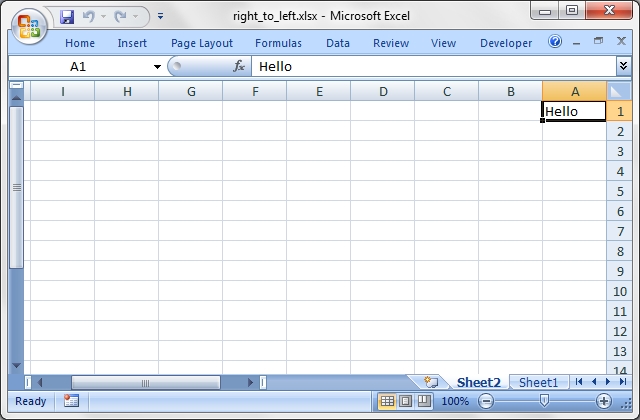 right_to_left.xlsx - Microsoft Excel
Home Insert Page Layout Formulas Data Review View Developer
A1 fx Hello
I H G F E D C B A
Hello 1
2
3
4
5
6
7
8
9
10
11
12
13
14
Sheet2 Sheet1
Ready 100%